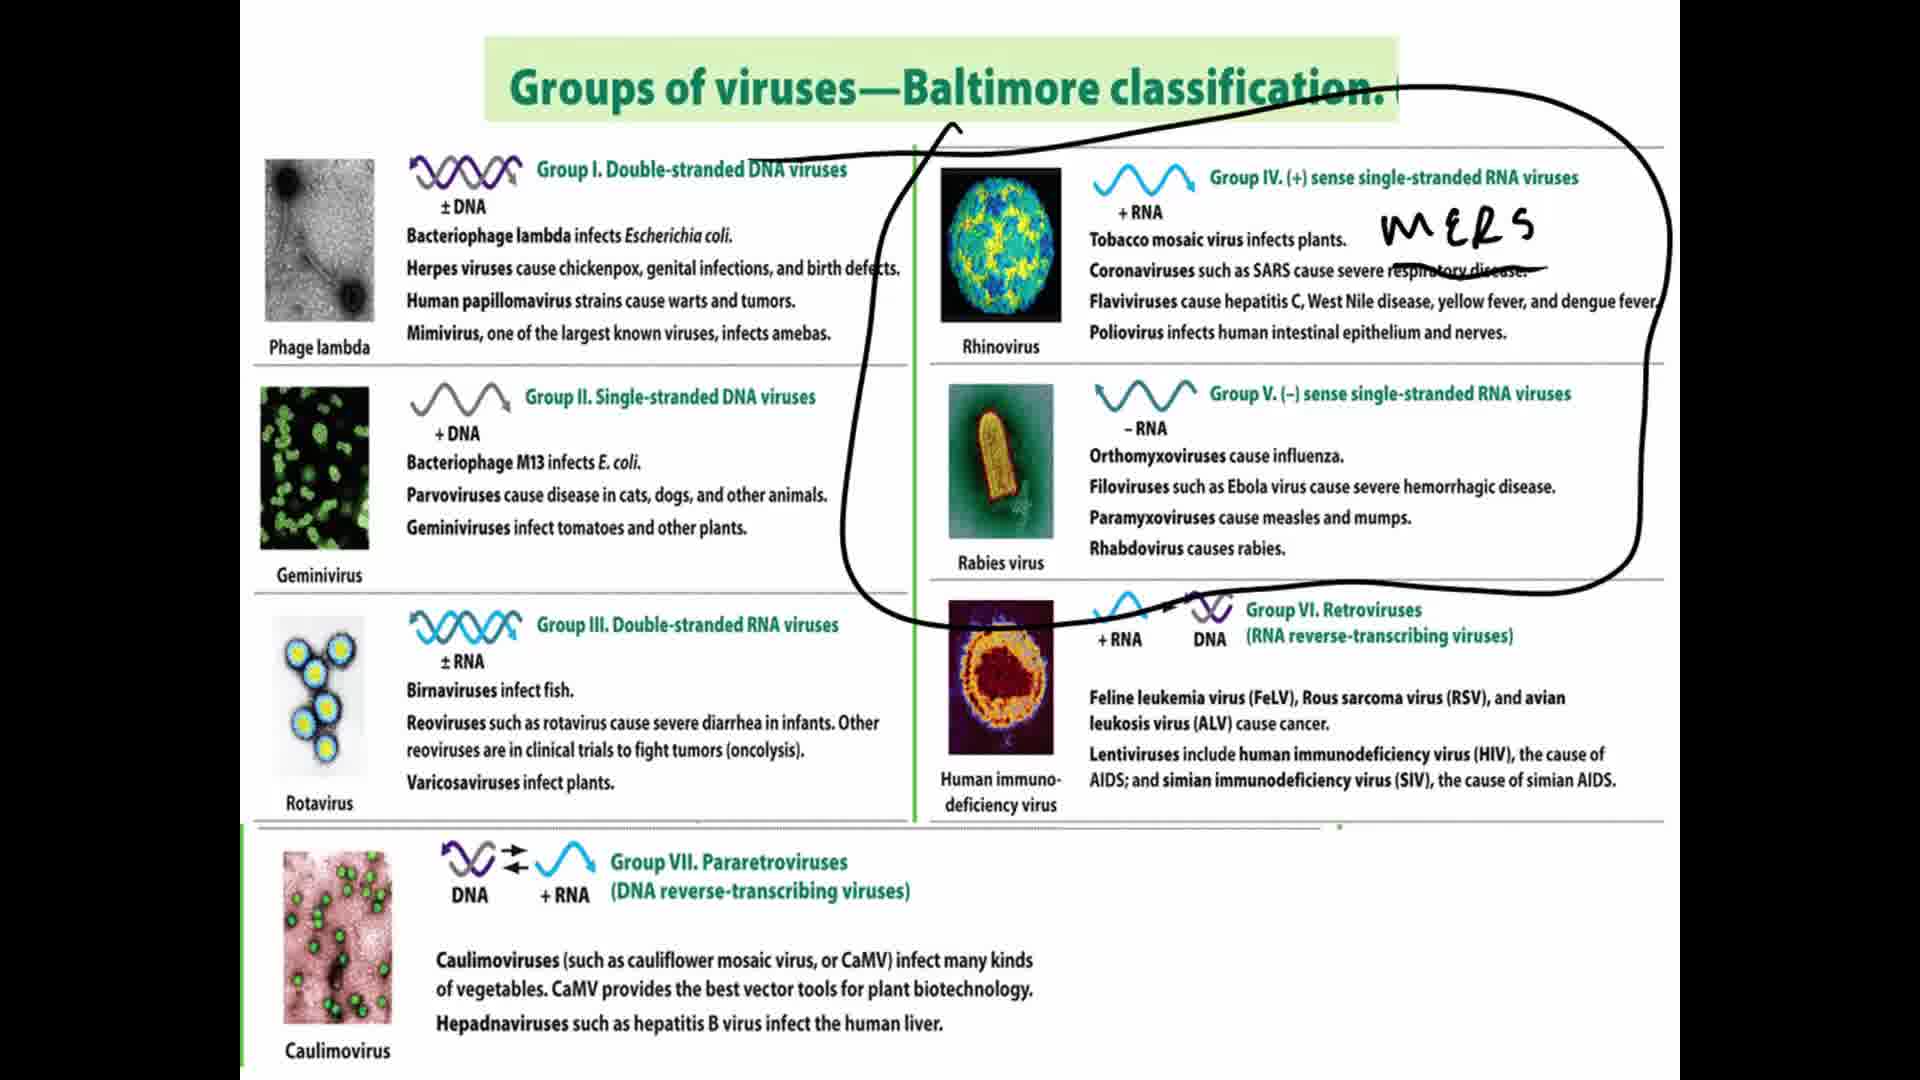 Groups of viruses—Baltimore classification.
Group I. Double-stranded DNA viruses
± DNA
Bacteriophage lambda infects Escherichia coli.
Herpes viruses cause chickenpox, genital infections, and birth defects.
Human papillomavirus strains cause warts and tumors.
Mimivirus, one of the largest known viruses, infects amebas.
Phage lambda
Group II. Single-stranded DNA viruses
+ DNA
Bacteriophage M13 infects E. coli.
Parvoviruses cause disease in cats, dogs, and other animals.
Geminiviruses infect tomatoes and other plants.
Geminivirus
Group III. Double-stranded RNA viruses
± RNA
Birnaviruses infect fish.
Reoviruses such as rotavirus cause severe diarrhea in infants. Other
reoviruses are in clinical trials to fight tumors (oncolysis).
Varicosaviruses infect plants.
Rotavirus
Group IV. (+) sense single-stranded RNA viruses
+ RNA
MERS
Tobacco mosaic virus infects plants.
Coronaviruses such as SARS cause severe respiratory disease.
Flaviviruses cause hepatitis C, West Nile disease, yellow fever, and dengue fever.
Poliovirus infects human intestinal epithelium and nerves.
Rhinovirus
Group V. (–) sense single-stranded RNA viruses
– RNA
Orthomyxoviruses cause influenza.
Filoviruses such as Ebola virus cause severe hemorrhagic disease.
Paramyxoviruses cause measles and mumps.
Rhabdovirus causes rabies.
Rabies virus
Group VI. Retroviruses
(RNA reverse-transcribing viruses)
+ RNA DNA
Feline leukemia virus (FeLV), Rous sarcoma virus (RSV), and avian
leukosis virus (ALV) cause cancer.
Lentiviruses include human immunodeficiency virus (HIV), the cause of
AIDS; and simian immunodeficiency virus (SIV), the cause of simian AIDS.
Human immuno-
deficiency virus
Group VII. Pararetroviruses
(DNA reverse-transcribing viruses)
DNA + RNA
Caulimoviruses (such as cauliflower mosaic virus, or CaMV) infect many kinds
of vegetables. CaMV provides the best vector tools for plant biotechnology.
Hepadnaviruses such as hepatitis B virus infect the human liver.
Caulimovirus